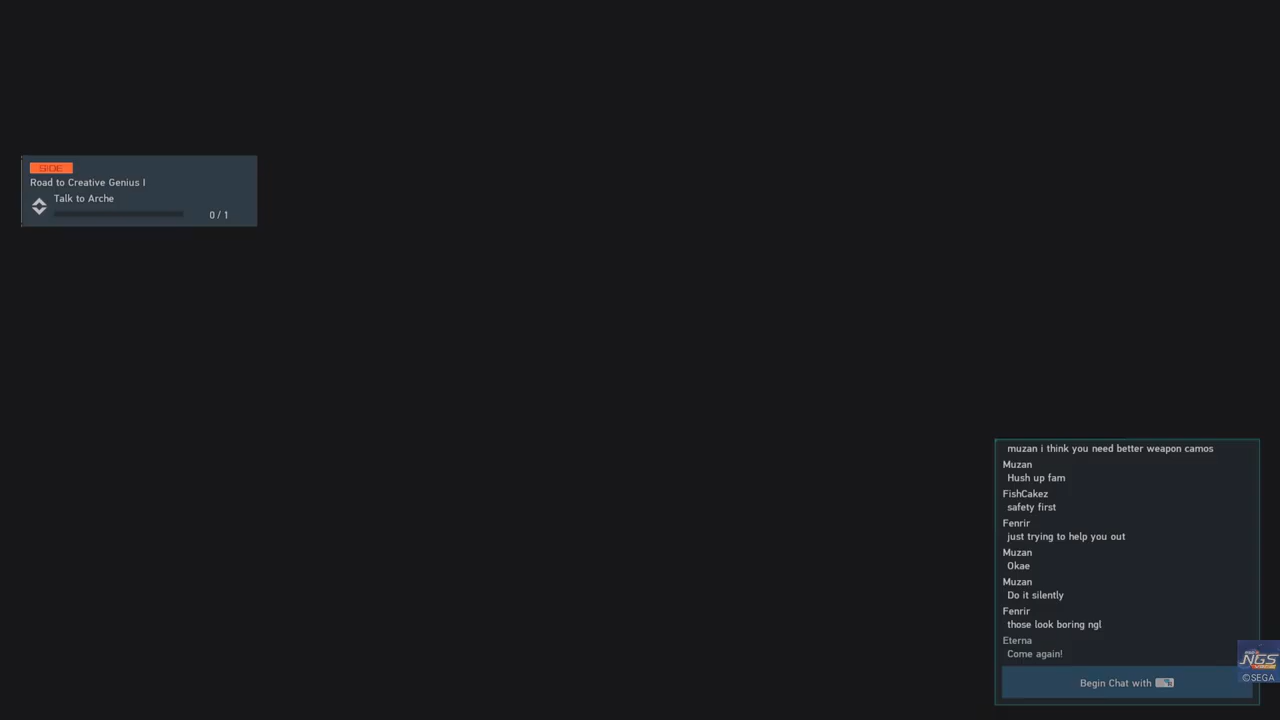 SIDE
Road to Creative Genius I
Talk to Arche
0 / 1
muzan i think you need better weapon camos
Muzan
Hush up fam
FishCakez
safety first
Fenrir
just trying to help you out
Muzan
Okae
Muzan
Do it silently
Fenrir
those look boring ngl
Eterna
Come again!
Begin Chat with
NGS
©SEGA